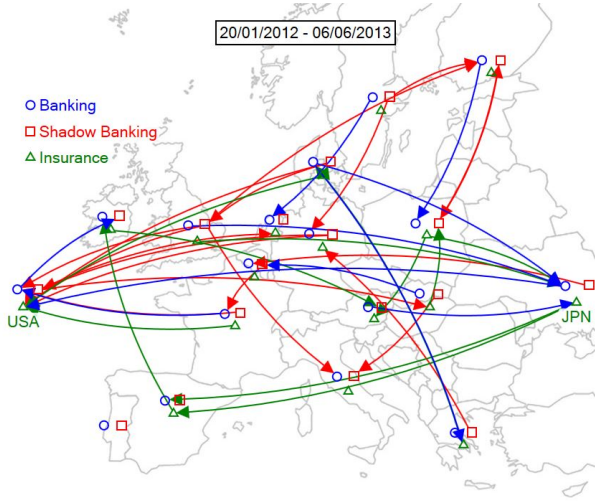 20/01/2012 - 06/06/2013
Banking
Shadow Banking
Insurance
USA
JPN